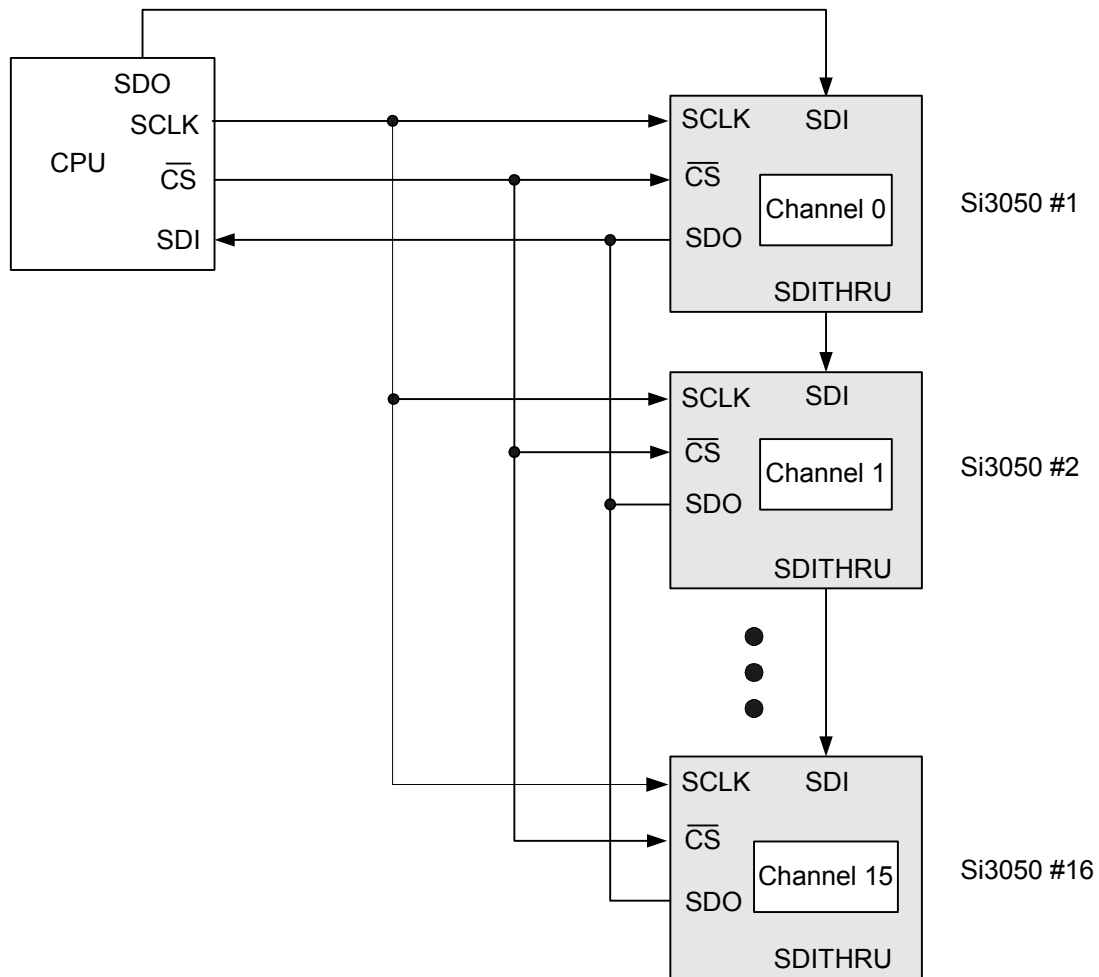 SDO
SCLK
CPU
CS
SDI
SCLK
SDI
CS
Channel 0
SDO
SDITHRU
Si3050 #1
SCLK
SDI
CS
Channel 1
SDO
SDITHRU
Si3050 #2
SCLK
SDI
CS
Channel 15
SDO
SDITHRU
Si3050 #16